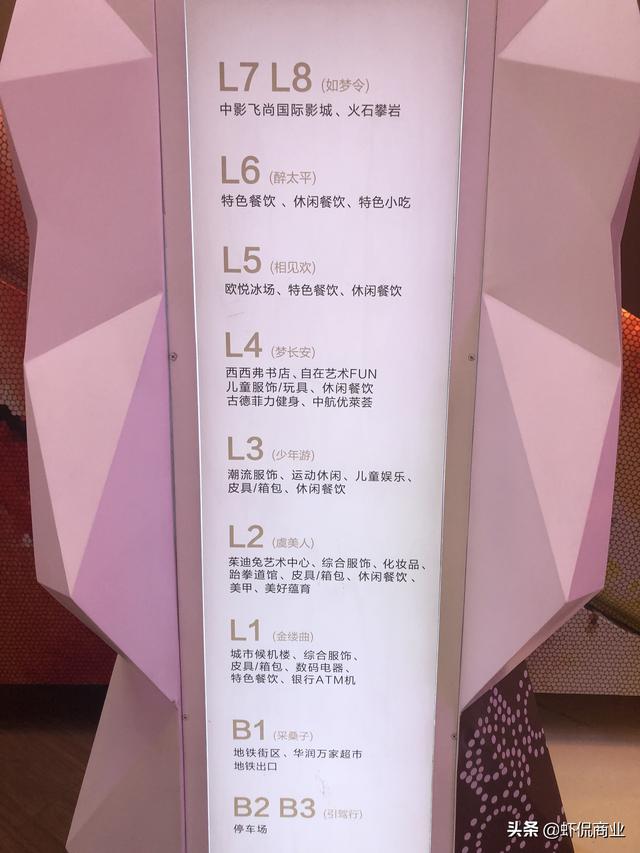 L7 L8 (如梦令)
中影飞尚国际影城、火石攀岩
L6 (醉太平)
特色餐饮、休闲餐饮、特色小吃
L5 (相见欢)
欧悦冰场、特色餐饮、休闲餐饮
L4 (梦长安)
西西弗书店、自在艺术FUN
儿童服饰/玩具、休闲餐饮
古德菲力健身、中航优莱荟
L3 (少年游)
潮流服饰、运动休闲、儿童娱乐、
皮具/箱包、休闲餐饮
L2 (虞美人)
茱迪兔艺术中心、综合服饰、化妆品、
跆拳道馆、皮具/箱包、休闲餐饮、
美甲、美好蕴育
L1 (金缕曲)
城市候机楼、综合服饰、
皮具/箱包、数码电器、
特色餐饮、银行ATM机
B1 (采桑子)
地铁街区、华润万家超市
地铁出口
B2 B3 (引驾行)
停车场
头条 @虾侃商业